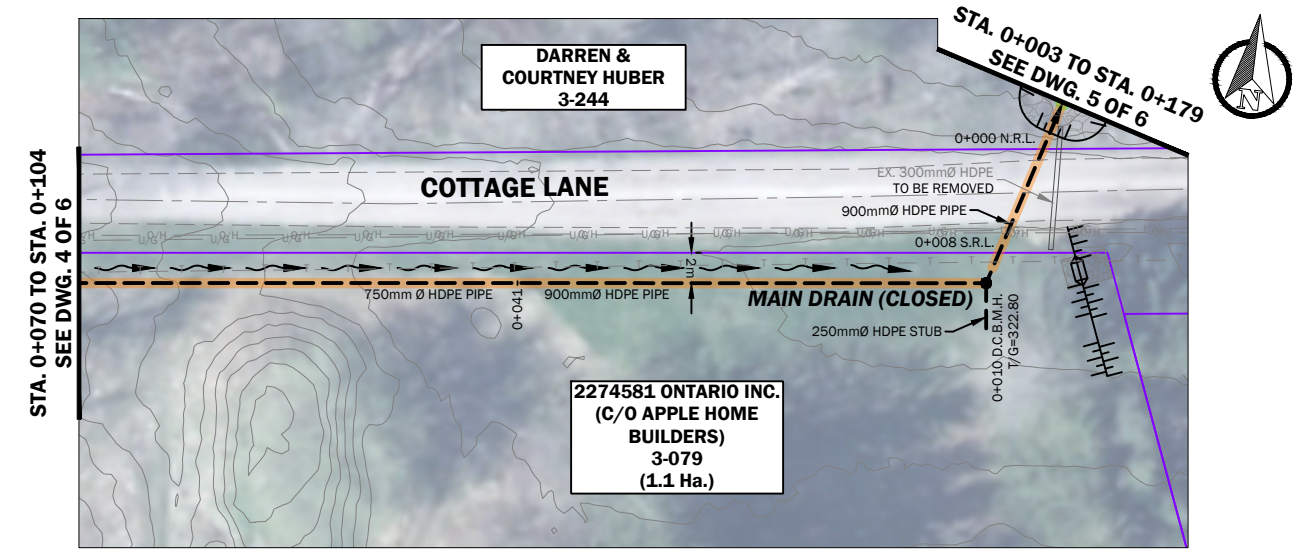 STA. 0+003 TO STA. 0+179
SEE DWG. 5 OF 6
N
DARREN &
COURTNEY HUBER
3-244
0+000 N.R.L.
STA. 0+070 TO STA. 0+104
SEE DWG. 4 OF 6
COTTAGE LANE
EX. 300mmØ HDPE
TO BE REMOVED
900mmØ HDPE PIPE
0+008 S.R.L.
2m
750mm Ø HDPE PIPE
0+041
900mmØ HDPE PIPE
MAIN DRAIN (CLOSED)
250mmØ HDPE STUB
0+010 D.C.B.M.H.
T/G=322.80
2274581 ONTARIO INC.
(C/O APPLE HOME
BUILDERS)
3-079
(1.1 Ha.)